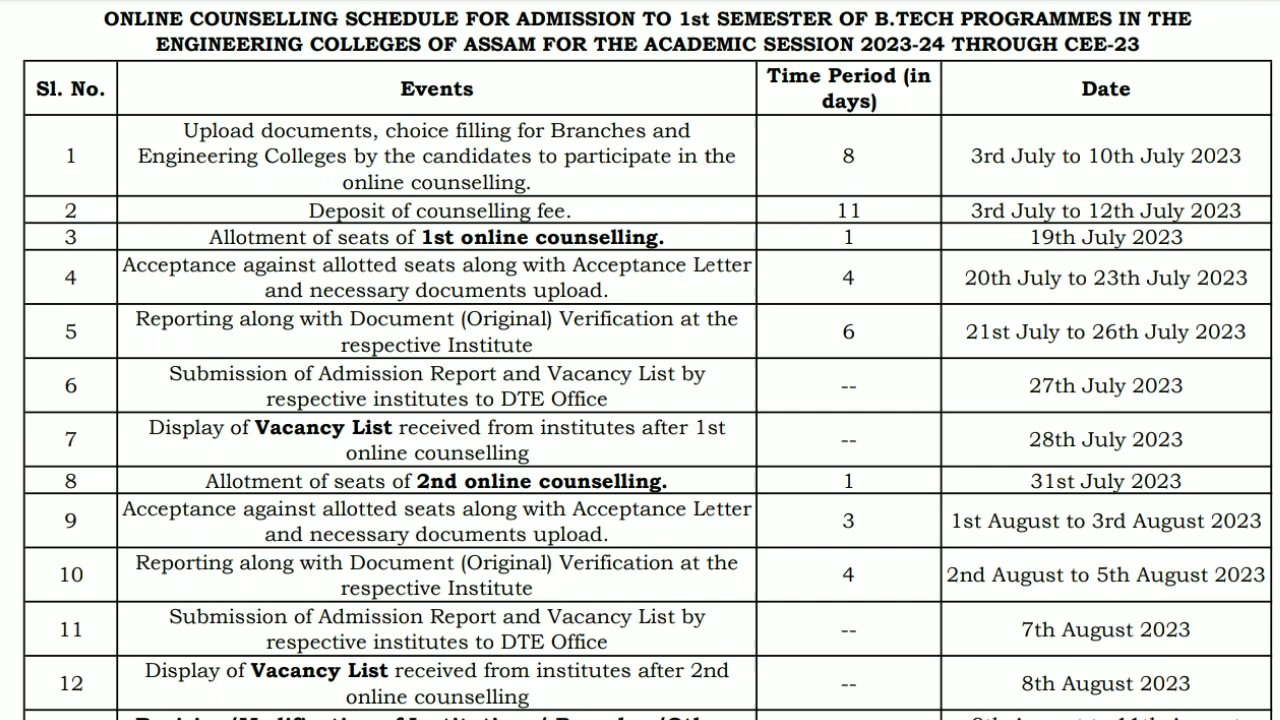 ONLINE COUNSELLING SCHEDULE FOR ADMISSION TO 1st SEMESTER OF B.TECH PROGRAMMES IN THE
ENGINEERING COLLEGES OF ASSAM FOR THE ACADEMIC SESSION 2023-24 THROUGH CEE-23
Sl. No.
Events
Time Period (in
days)
Date
1
Upload documents, choice filling for Branches and
Engineering Colleges by the candidates to participate in the
online counselling.
8
3rd July to 10th July 2023
2
Deposit of counselling fee.
11
3rd July to 12th July 2023
3
Allotment of seats of 1st online counselling.
1
19th July 2023
4
Acceptance against allotted seats along with Acceptance Letter
and necessary documents upload.
4
20th July to 23th July 2023
5
Reporting along with Document (Original) Verification at the
respective Institute
6
21st July to 26th July 2023
6
Submission of Admission Report and Vacancy List by
respective institutes to DTE Office
--
27th July 2023
7
Display of Vacancy List received from institutes after 1st
online counselling
--
28th July 2023
8
Allotment of seats of 2nd online counselling.
1
31st July 2023
9
Acceptance against allotted seats along with Acceptance Letter
and necessary documents upload.
3
1st August to 3rd August 2023
10
Reporting along with Document (Original) Verification at the
respective Institute
4
2nd August to 5th August 2023
11
Submission of Admission Report and Vacancy List by
respective institutes to DTE Office
--
7th August 2023
12
Display of Vacancy List received from institutes after 2nd
online counselling
--
8th August 2023